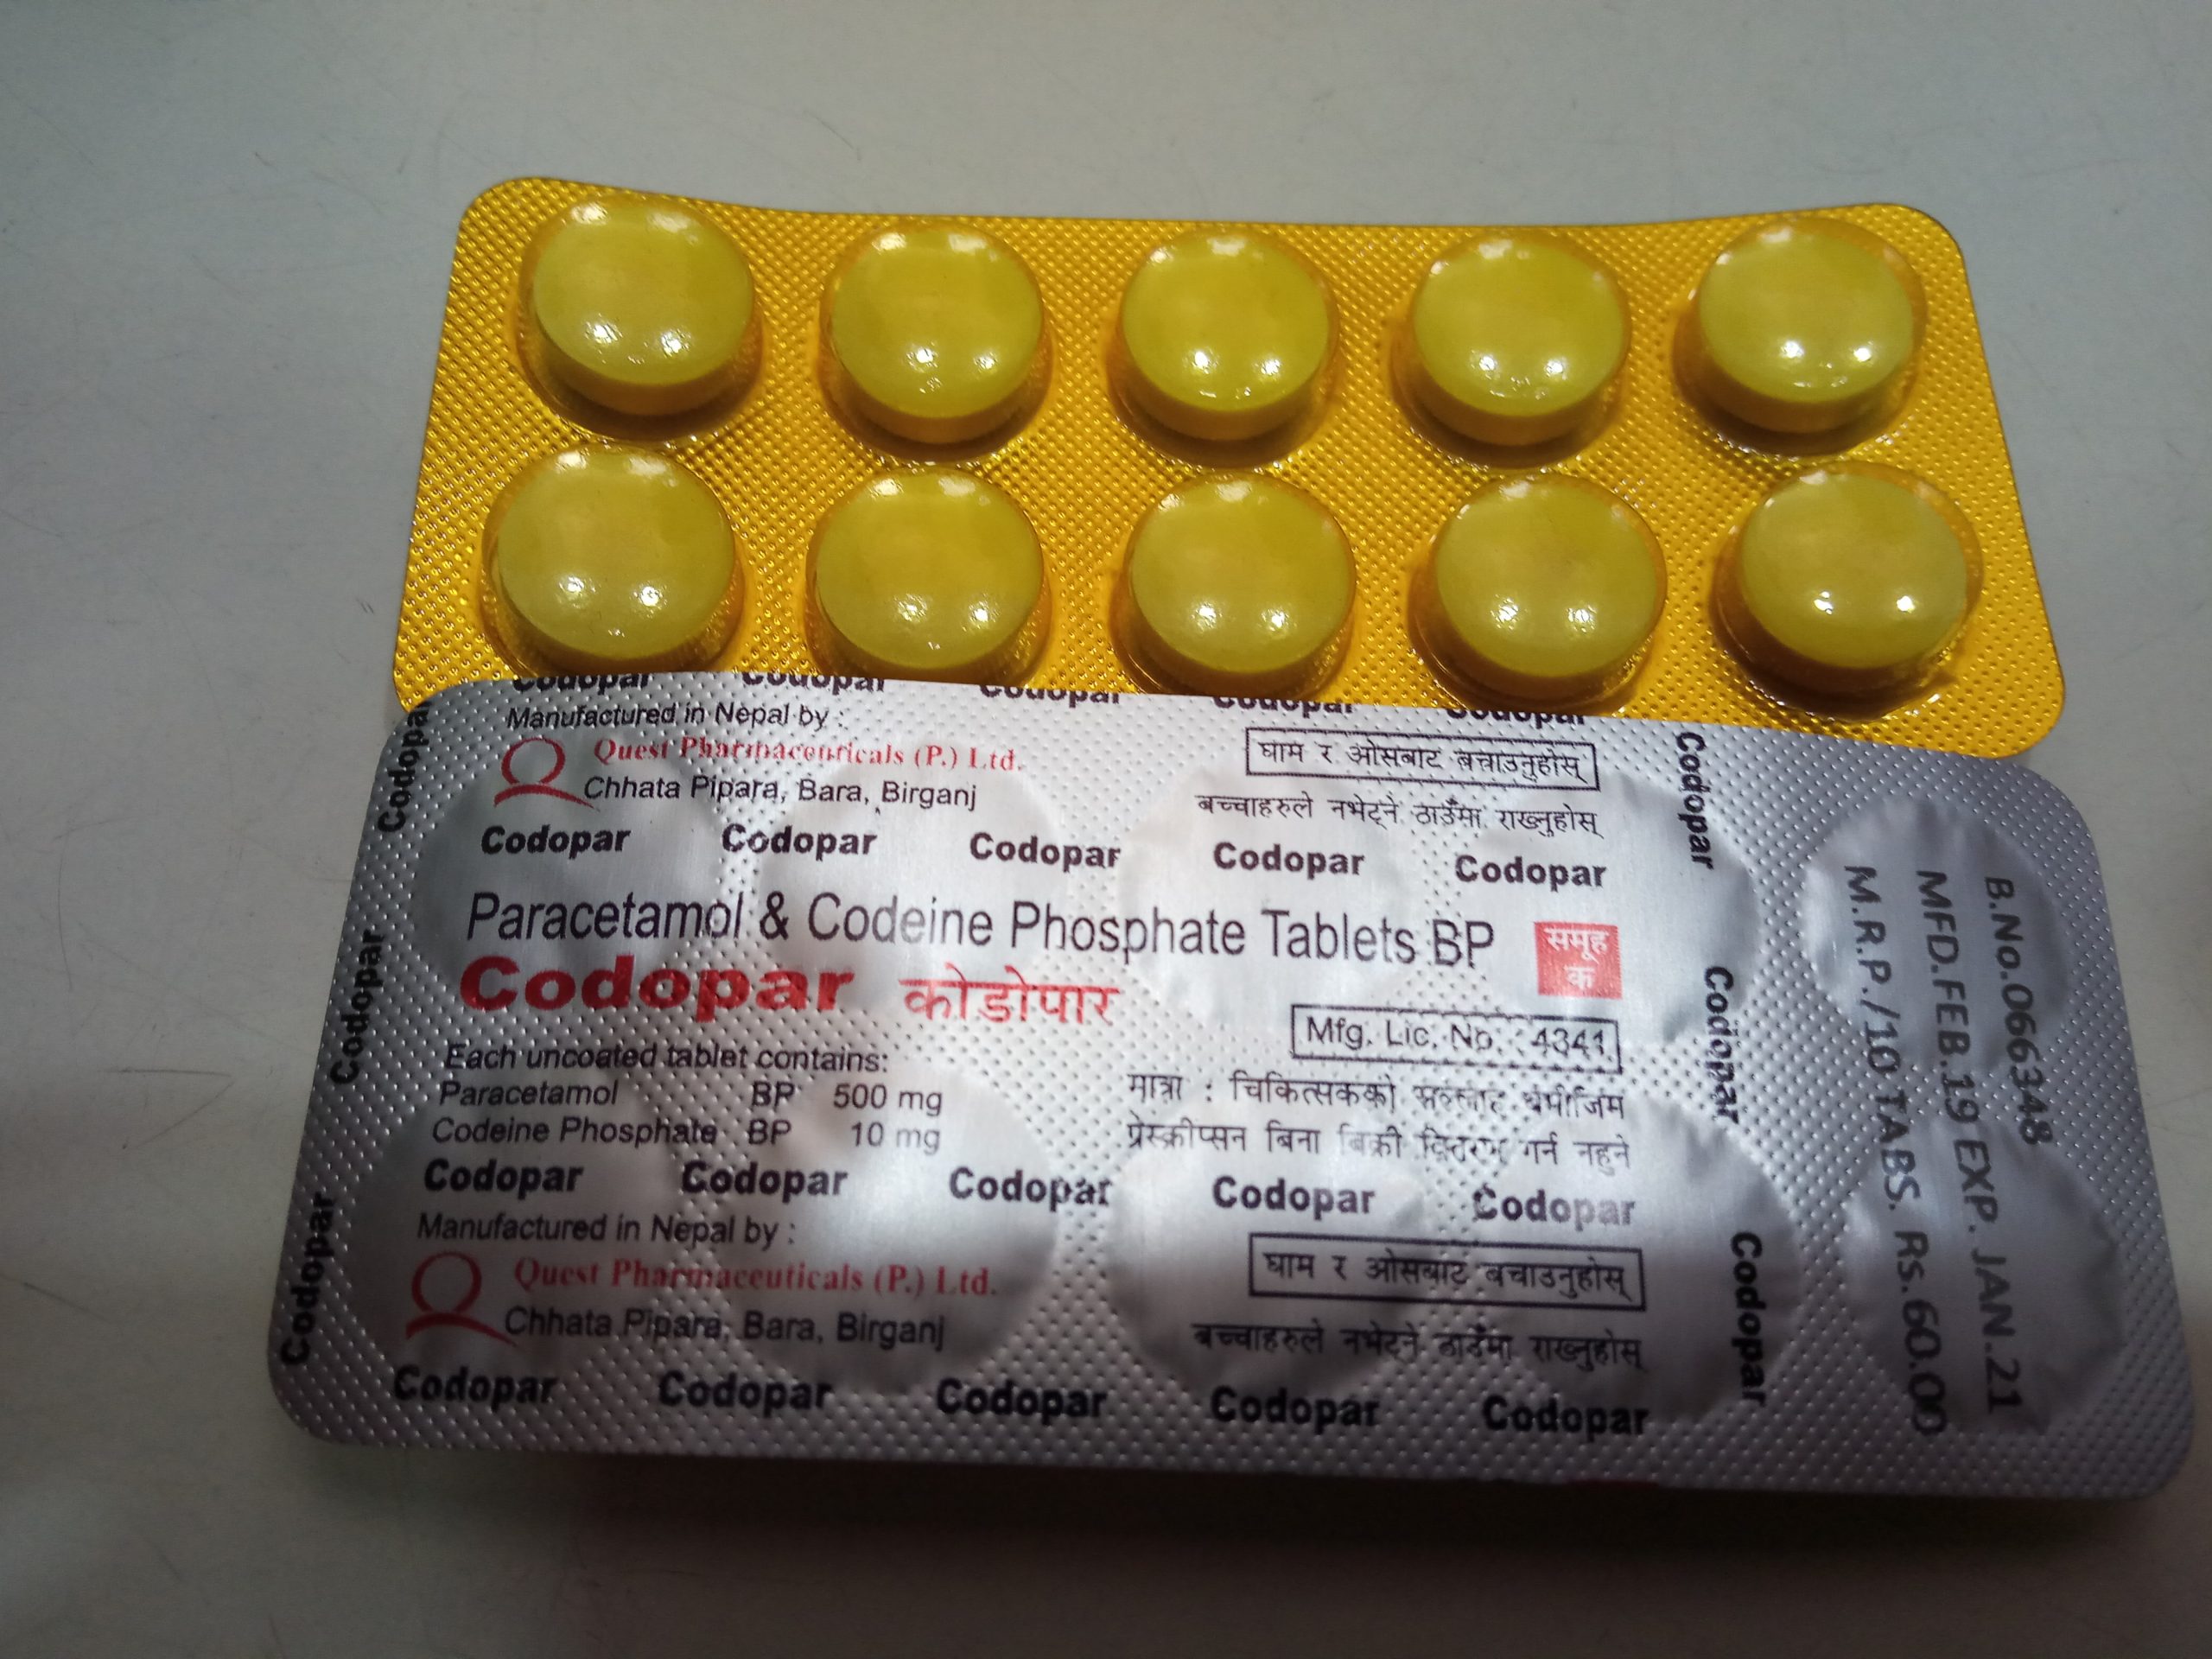 Codopar Codopar Codopar Codopar Codopar
Manufactured in Nepal by :
Quest Pharmaceuticals (P.) Ltd.
Chhata Pipara, Bara, Birganj
घाम र ओसबाट बचाउनुहोस्
बच्चाहरुले नभेट्ने ठाउँमा राख्नुहोस्
Codopar Codopar Codopar Codopar Codopar
Paracetamol & Codeine Phosphate Tablets BP
समूह
क
Codopar कोडोपार
Mfg. Lic. No. : 4341
Each uncoated tablet contains:
Paracetamol BP 500 mg
Codeine Phosphate BP 10 mg
मात्रा : चिकित्सकको सल्लाह बमोजिम
प्रेस्क्रीप्सन बिना बिक्री वितरण गर्न नहुने
Codopar Codopar Codopar Codopar Codopar
Manufactured in Nepal by :
Quest Pharmaceuticals (P.) Ltd.
Chhata Pipara, Bara, Birganj
घाम र ओसबाट बचाउनुहोस्
बच्चाहरुले नभेट्ने ठाउँमा राख्नुहोस्
Codopar Codopar Codopar Codopar Codopar
Codopar Codopar Codopar
Codopar Codopar Codopar
B.No.066348
MFD.FEB.19 EXP. JAN.21
M.R.P./10 TABS. RS.60.00